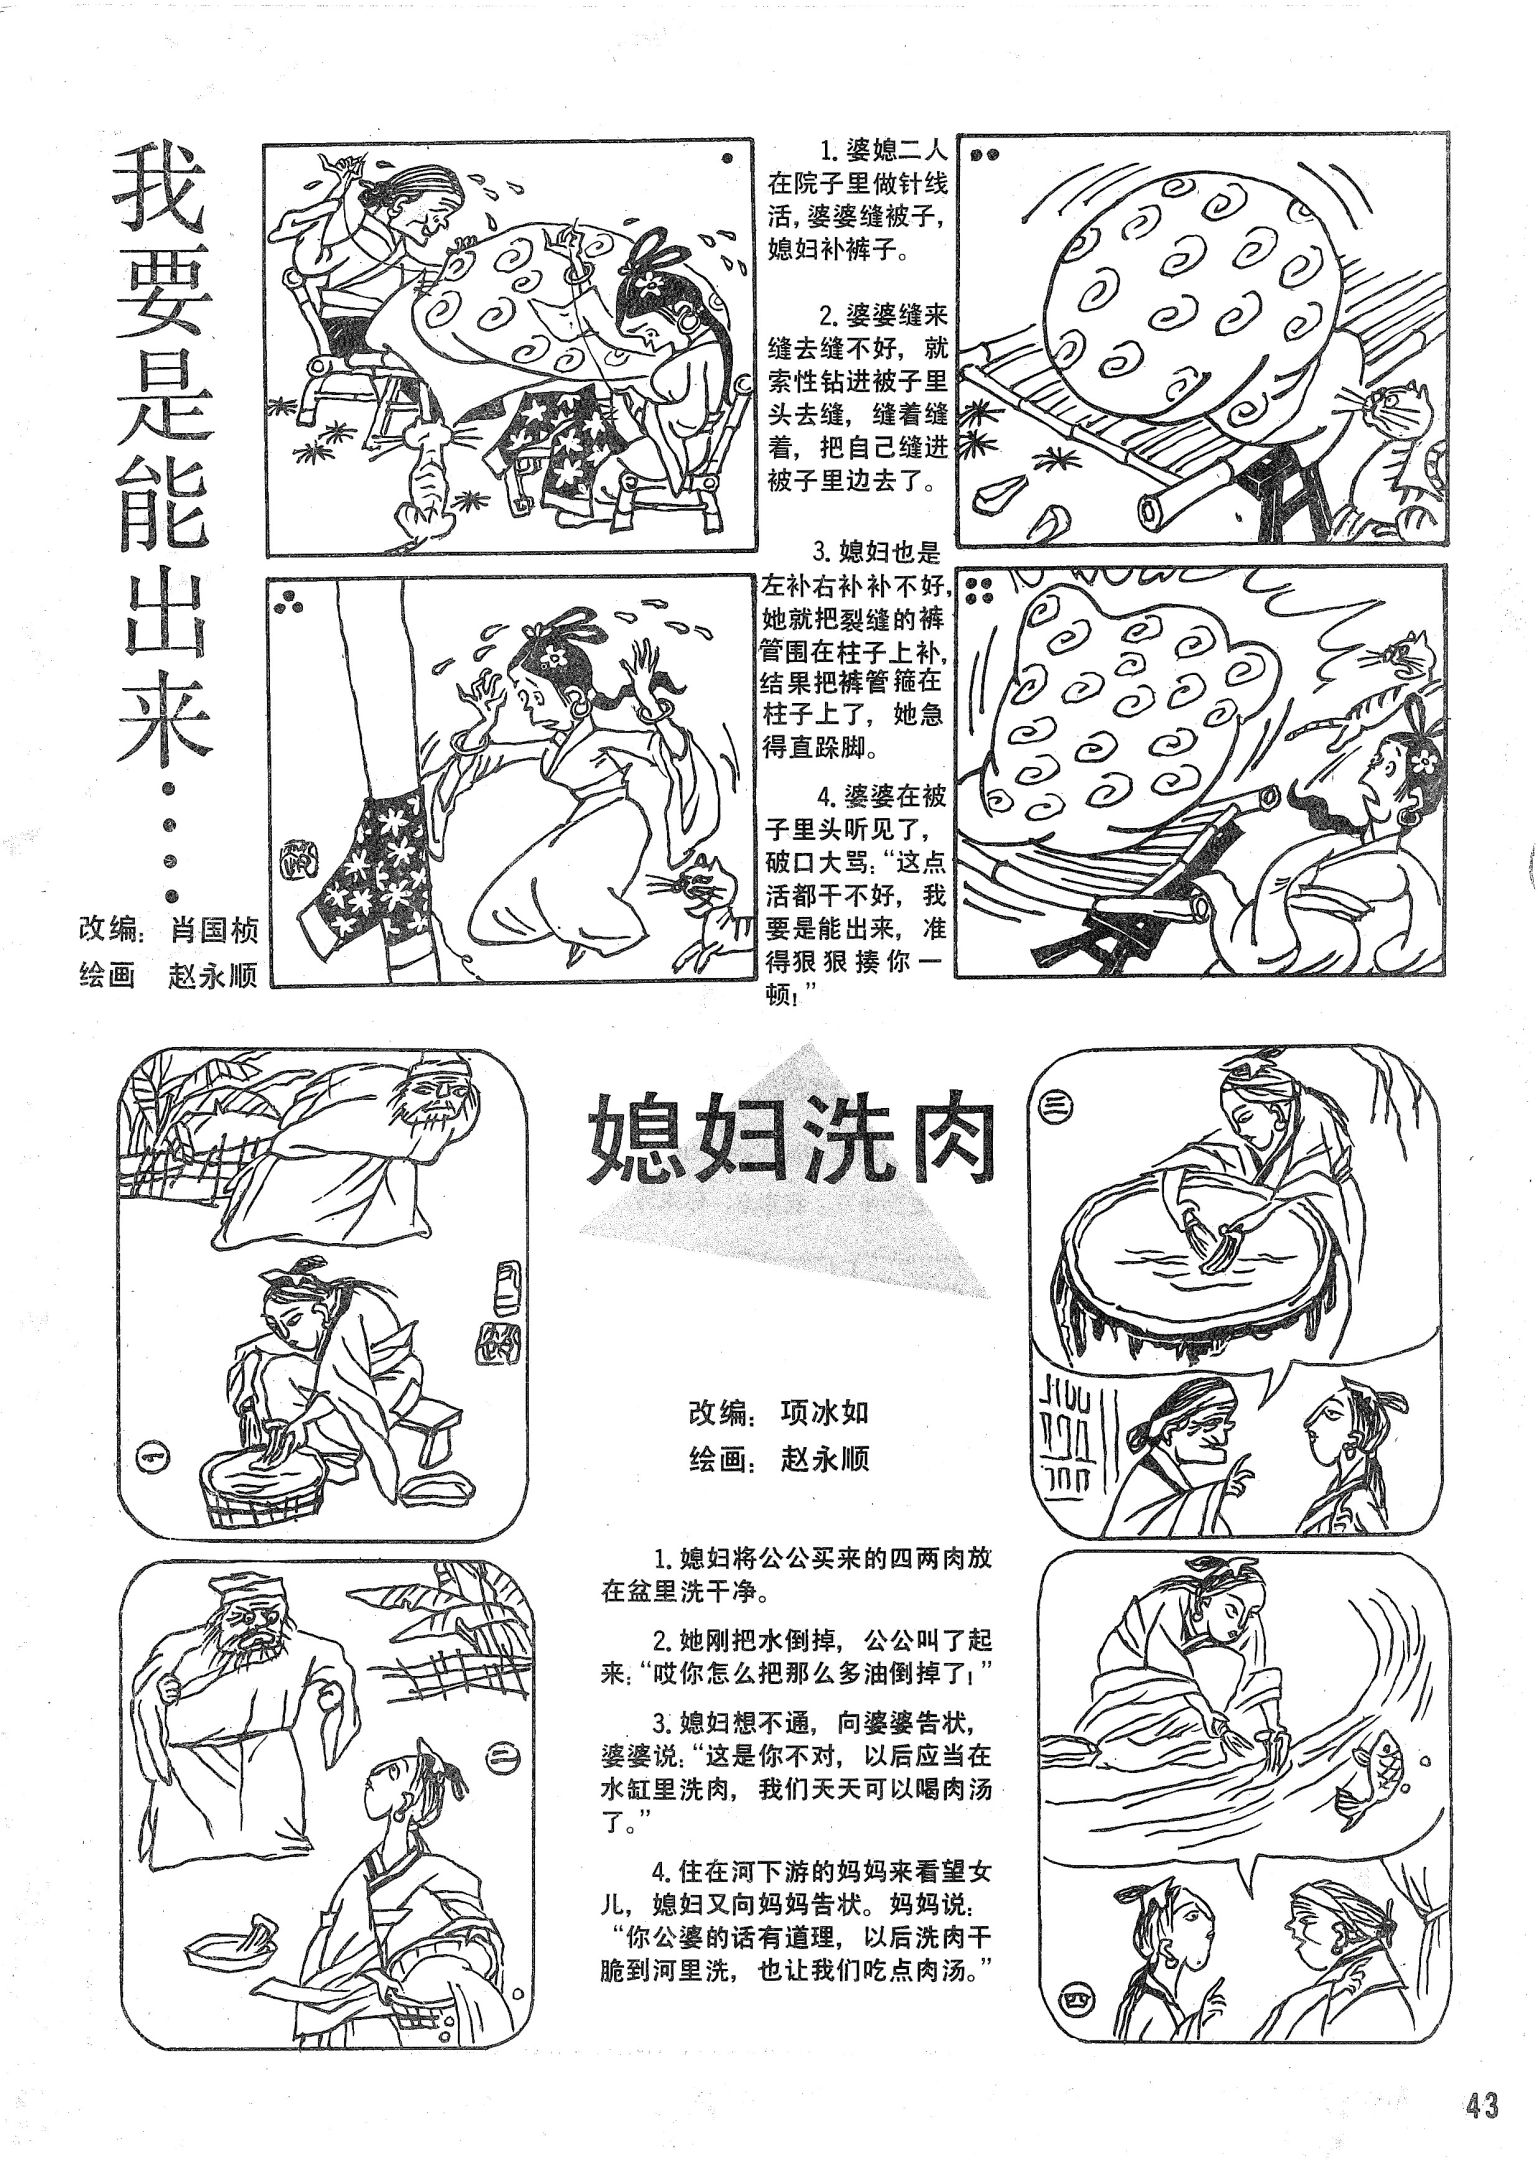 我要是能出来……
改编：肖国桢
绘画 赵永顺
1.婆媳二人
在院子里做针线
活，婆婆缝被子，
媳妇补裤子。
2.婆婆缝来
缝去缝不好，就
索性钻进被子里
头去缝，缝着缝
着，把自己缝进
被子里边去了。
3.媳妇也是
左补右补补不好，
她就把裂缝的裤
管围在柱子上补，
结果把裤管箍在
柱子上了，她急
得直跺脚。
4.婆婆在被
子里头听见了，
破口大骂：“这点
活都干不好，我
要是能出来，准
得狠狠揍你一
顿！”
媳妇洗肉
改编：项冰如
绘画：赵永顺
一
二
三
四
1.媳妇将公公买来的四两肉放
在盆里洗干净。
2.她刚把水倒掉，公公叫了起
来：“哎你怎么把那么多油倒掉了！”
3.媳妇想不通，向婆婆告状，
婆婆说：“这是你不对，以后应当在
水缸里洗肉，我们天天可以喝肉汤
了。”
4.住在河下游的妈妈来看望女
儿，媳妇又向妈妈告状。妈妈说：
“你公婆的话有道理，以后洗肉干
脆到河里洗，也让我们吃点肉汤。”
43